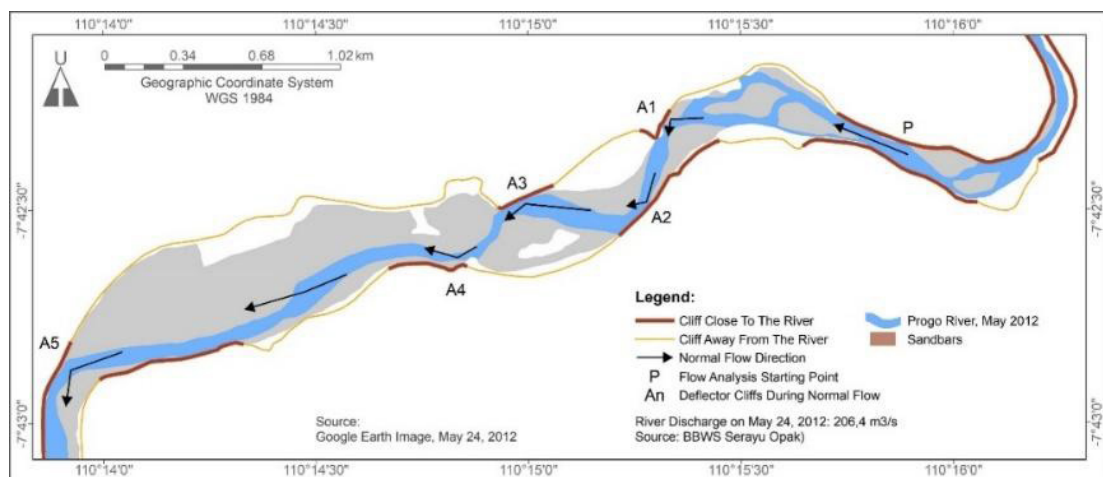 110°14'0" 110°14'30" 110°15'0" 110°15'30" 110°16'0"
0 0.34 0.68 1.02 km
U
Geographic Coordinate System
WGS 1984
A1
P
A3
A2
-7°42'30" -7°42'30"
A4
A5
Legend:
Cliff Close To The River
Progo River, May 2012
Cliff Away From The River
Sandbars
Normal Flow Direction
P Flow Analysis Starting Point
An Deflector Cliffs During Normal Flow
Source:
Google Earth Image, May 24, 2012
River Discharge on May 24, 2012: 206,4 m3/s
Source: BBWS Serayu Opak)
-7°43'0" -7°43'0"
110°14'0" 110°14'30" 110°15'0" 110°15'30" 110°16'0"